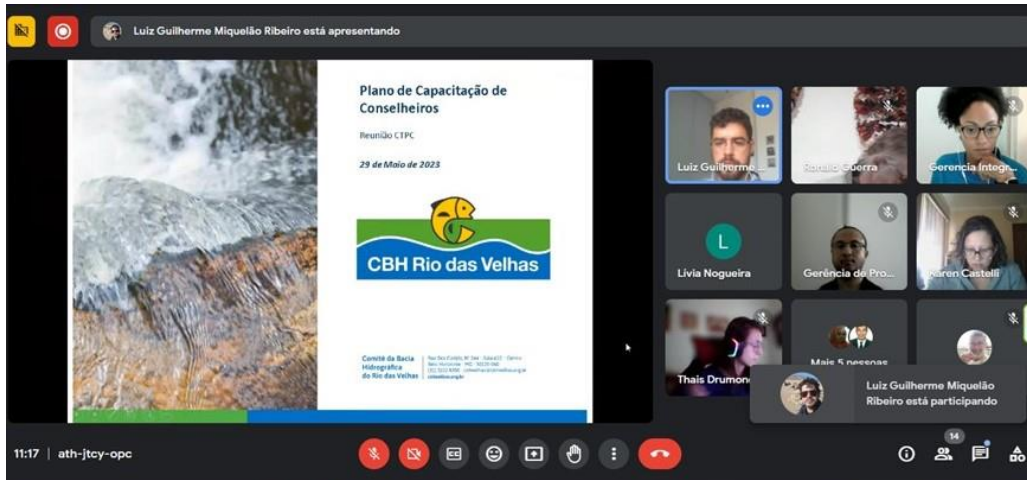 Luiz Guilherme Miquelão Ribeiro está apresentando
Plano de Capacitação de
Conselheiros
Reunião CTPC
29 de Maio de 2023
CBH Rio das Velhas
Comitê da Bacia
Hidrográfica
do Rio das Velhas
Luiz Guilherme ...
Ronald Guerra
Gerencia Integr...
L
Lívia Nogueira
Gerência de Pro...
Karen Castelli
Thais Drumon
Mais 5 pessoas
Luiz Guilherme Miquelão
Ribeiro está participando
11:17 | ath-jtcy-opc
14